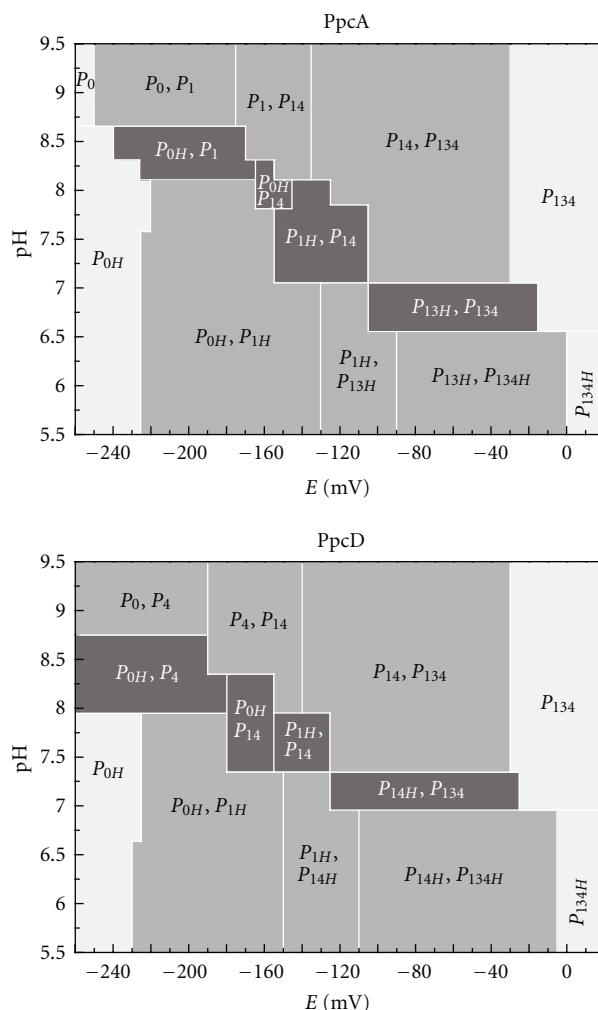 PpcA
9.5
P0
P0, P1
P1, P14
9
P14, P134
8.5
P0H, P1
P0H
P14
8
P134
pH
7.5
P1H, P14
P0H
7
P13H, P134
6.5
P0H, P1H
P1H,
P13H
P13H, P134H
6
P134H
5.5
−240 −200 −160 −120 −80 −40 0
E (mV)
PpcD
9.5
P0, P4
P4, P14
9
8.5
P0H, P4
P14, P134
8
P0H
P14
P134
pH
7.5
P1H,
P14
P0H
P14H, P134
7
P0H, P1H
6.5
P1H,
P14H
P14H, P134H
6
P134H
5.5
−240 −200 −160 −120 −80 −40 0
E (mV)